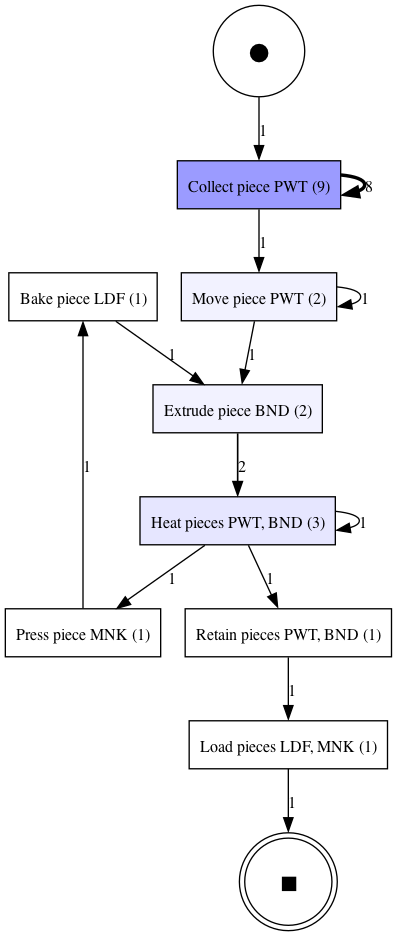 1
Collect piece PWT (9)
8
1
Bake piece LDF (1)
Move piece PWT (2)
1
1
1
Extrude piece BND (2)
2
1
Heat pieces PWT, BND (3)
1
1
1
Press piece MNK (1)
Retain pieces PWT, BND (1)
1
Load pieces LDF, MNK (1)
1